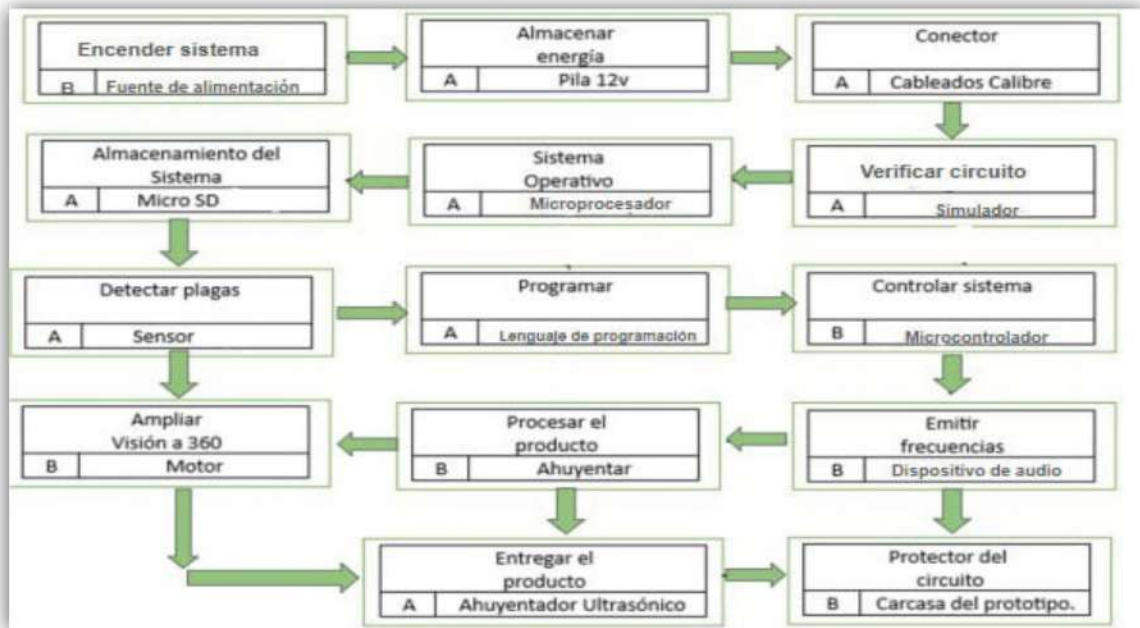 Encender sistema
B Fuente de alimentación
Almacenar
energía
A Pila 12v
Conector
A Cableados Calibre
Almacenamiento del
Sistema
A Micro SD
Sistema
Operativo
A Microprocesador
Verificar circuito
A Simulador
Detectar plagas
A Sensor
Programar
A Lenguaje de programación
Controlar sistema
B Microcontrolador
Ampliar
Visión a 360
B Motor
Procesar el
producto
B Ahuyentar
Emitir
frecuencias
B Dispositivo de audio
Entregar el
producto
A Ahuyentador Ultrasónico
Protector del
circuito
B Carcasa del prototipo.